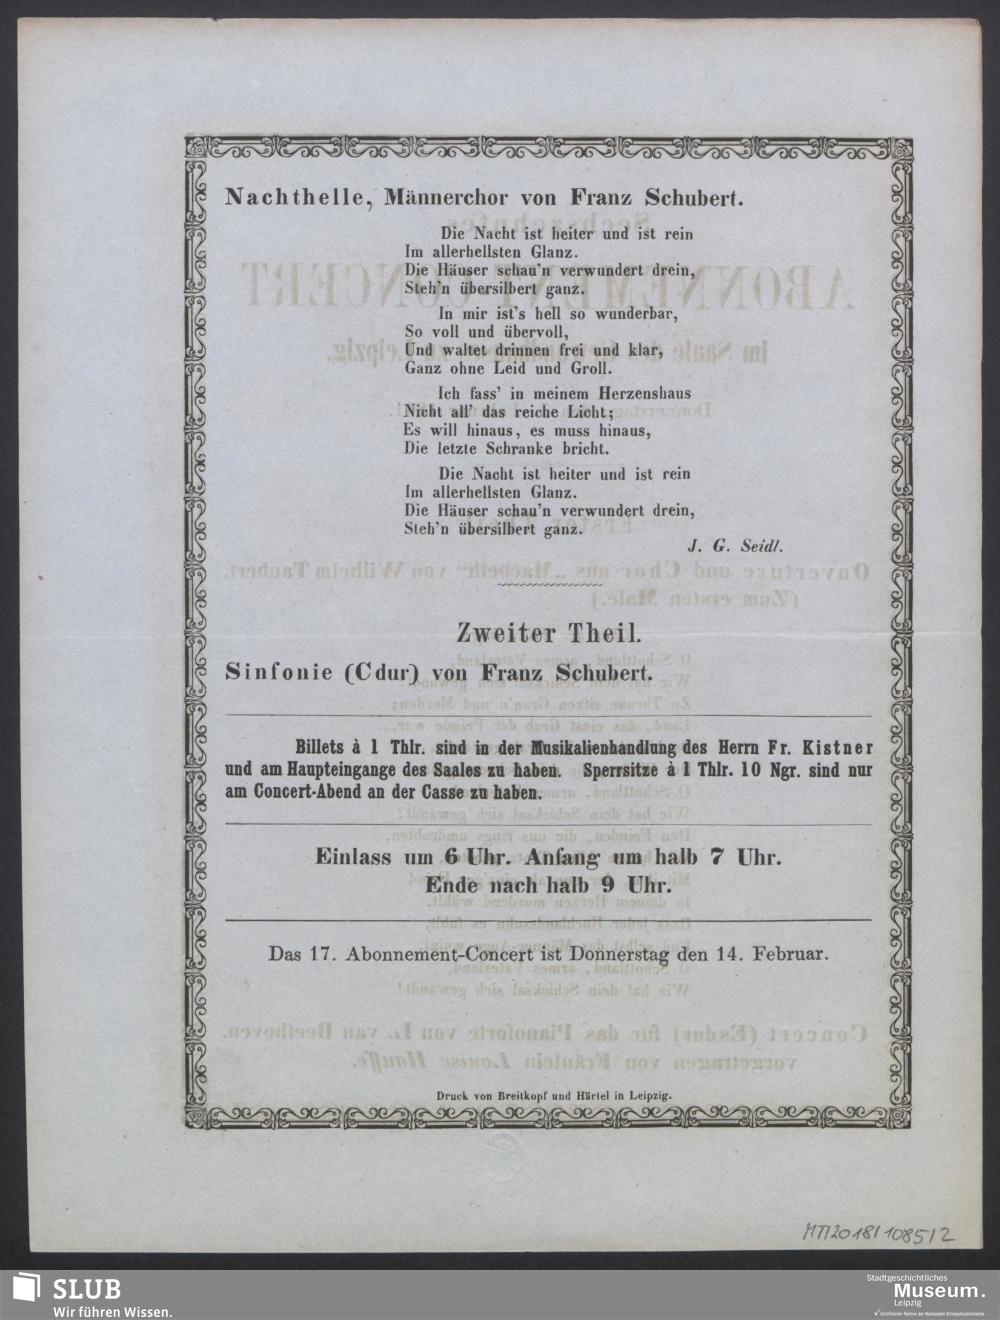 Nachthelle, Männerchor von Franz Schubert.
Die Nacht ist heiter und ist rein
Im allerhellsten Glanz.
Die Häuser schau'n verwundert drein,
Steh'n übersilbert ganz.
In mir ist's hell so wunderbar,
So voll und übervoll,
Und waltet drinnen frei und klar,
Ganz ohne Leid und Groll.
Ich fass' in meinem Herzenshaus
Nicht all' das reiche Licht;
Es will hinaus, es muss hinaus,
Die letzte Schranke bricht.
Die Nacht ist heiter und ist rein
Im allerhellsten Glanz.
Die Häuser schau'n verwundert drein,
Steh'n übersilbert ganz.
J. G. Seidl.
Zweiter Theil.
Sinfonie (Cdur) von Franz Schubert.
Billets à 1 Thlr. sind in der Musikalienhandlung des Herrn Fr. Kistner
und am Haupteingange des Saales zu haben. Sperrsitze à 1 Thlr. 10 Ngr. sind nur
am Concert-Abend an der Casse zu haben.
Einlass um 6 Uhr. Anfang um halb 7 Uhr.
Ende nach halb 9 Uhr.
Das 17. Abonnement-Concert ist Donnerstag den 14. Februar.
Druck von Breitkopf und Härtel in Leipzig.
MT/2018/1085/2
SLUB
Wir führen Wissen.
Stadtgeschichtliches
Museum.
Leipzig
Zertifizierter Partner der Nationalen Klimaschutzinitiative